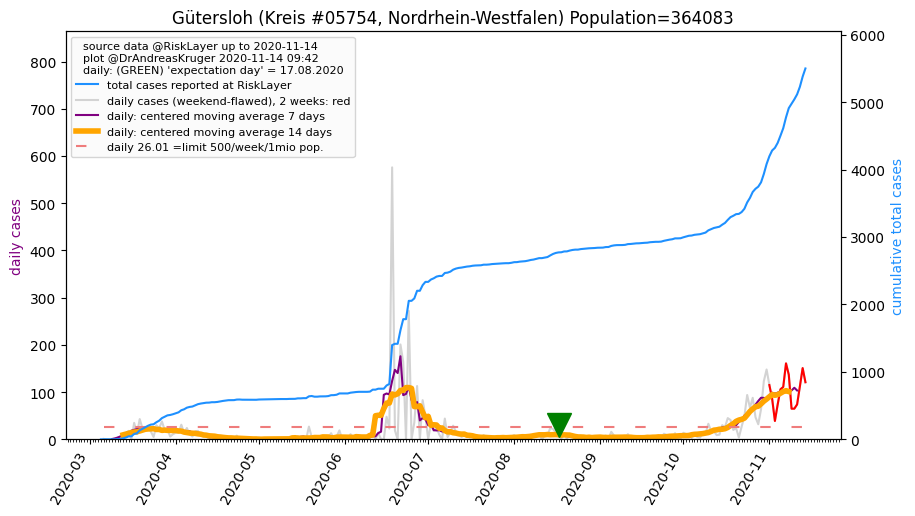 Gütersloh (Kreis #05754, Nordrhein-Westfalen) Population=364083
source data @RiskLayer up to 2020-11-14
plot @DrAndreasKruger 2020-11-14 09:42
daily: (GREEN) 'expectation day' = 17.08.2020
total cases reported at RiskLayer
daily cases (weekend-flawed), 2 weeks: red
daily: centered moving average 7 days
daily: centered moving average 14 days
daily 26.01 =limit 500/week/1mio pop.
daily cases
800
700
600
500
400
300
200
100
0
cumulative total cases
6000
5000
4000
3000
2000
1000
0
2020-03
2020-04
2020-05
2020-06
2020-07
2020-08
2020-09
2020-10
2020-11